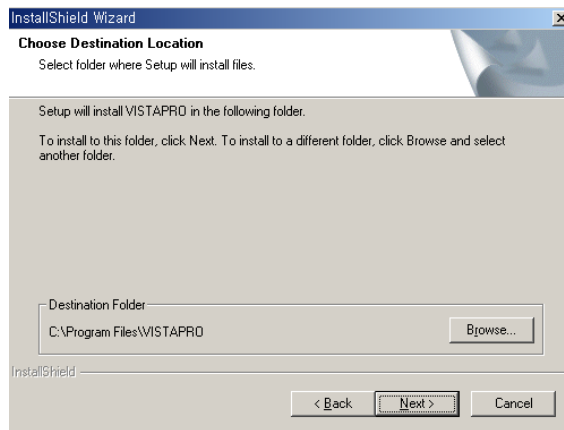 InstallShield Wizard
Choose Destination Location
Select folder where Setup will install files.
Setup will install VISTAPRO in the following folder.
To install to this folder, click Next. To install to a different folder, click Browse and select
another folder.
Destination Folder
C:\Program Files\VISTAPRO
Browse...
InstallShield
< Back
Next >
Cancel